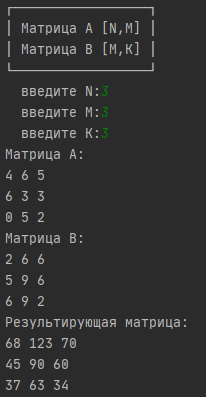 Матрица A [N,M]
Матрица B [M,K]
введите N:3
введите M:3
введите K:3
Матрица A:
4 6 5
6 3 3
0 5 2
Матрица B:
2 6 6
5 9 6
6 9 2
Результирующая матрица:
68 123 70
45 90 60
37 63 34